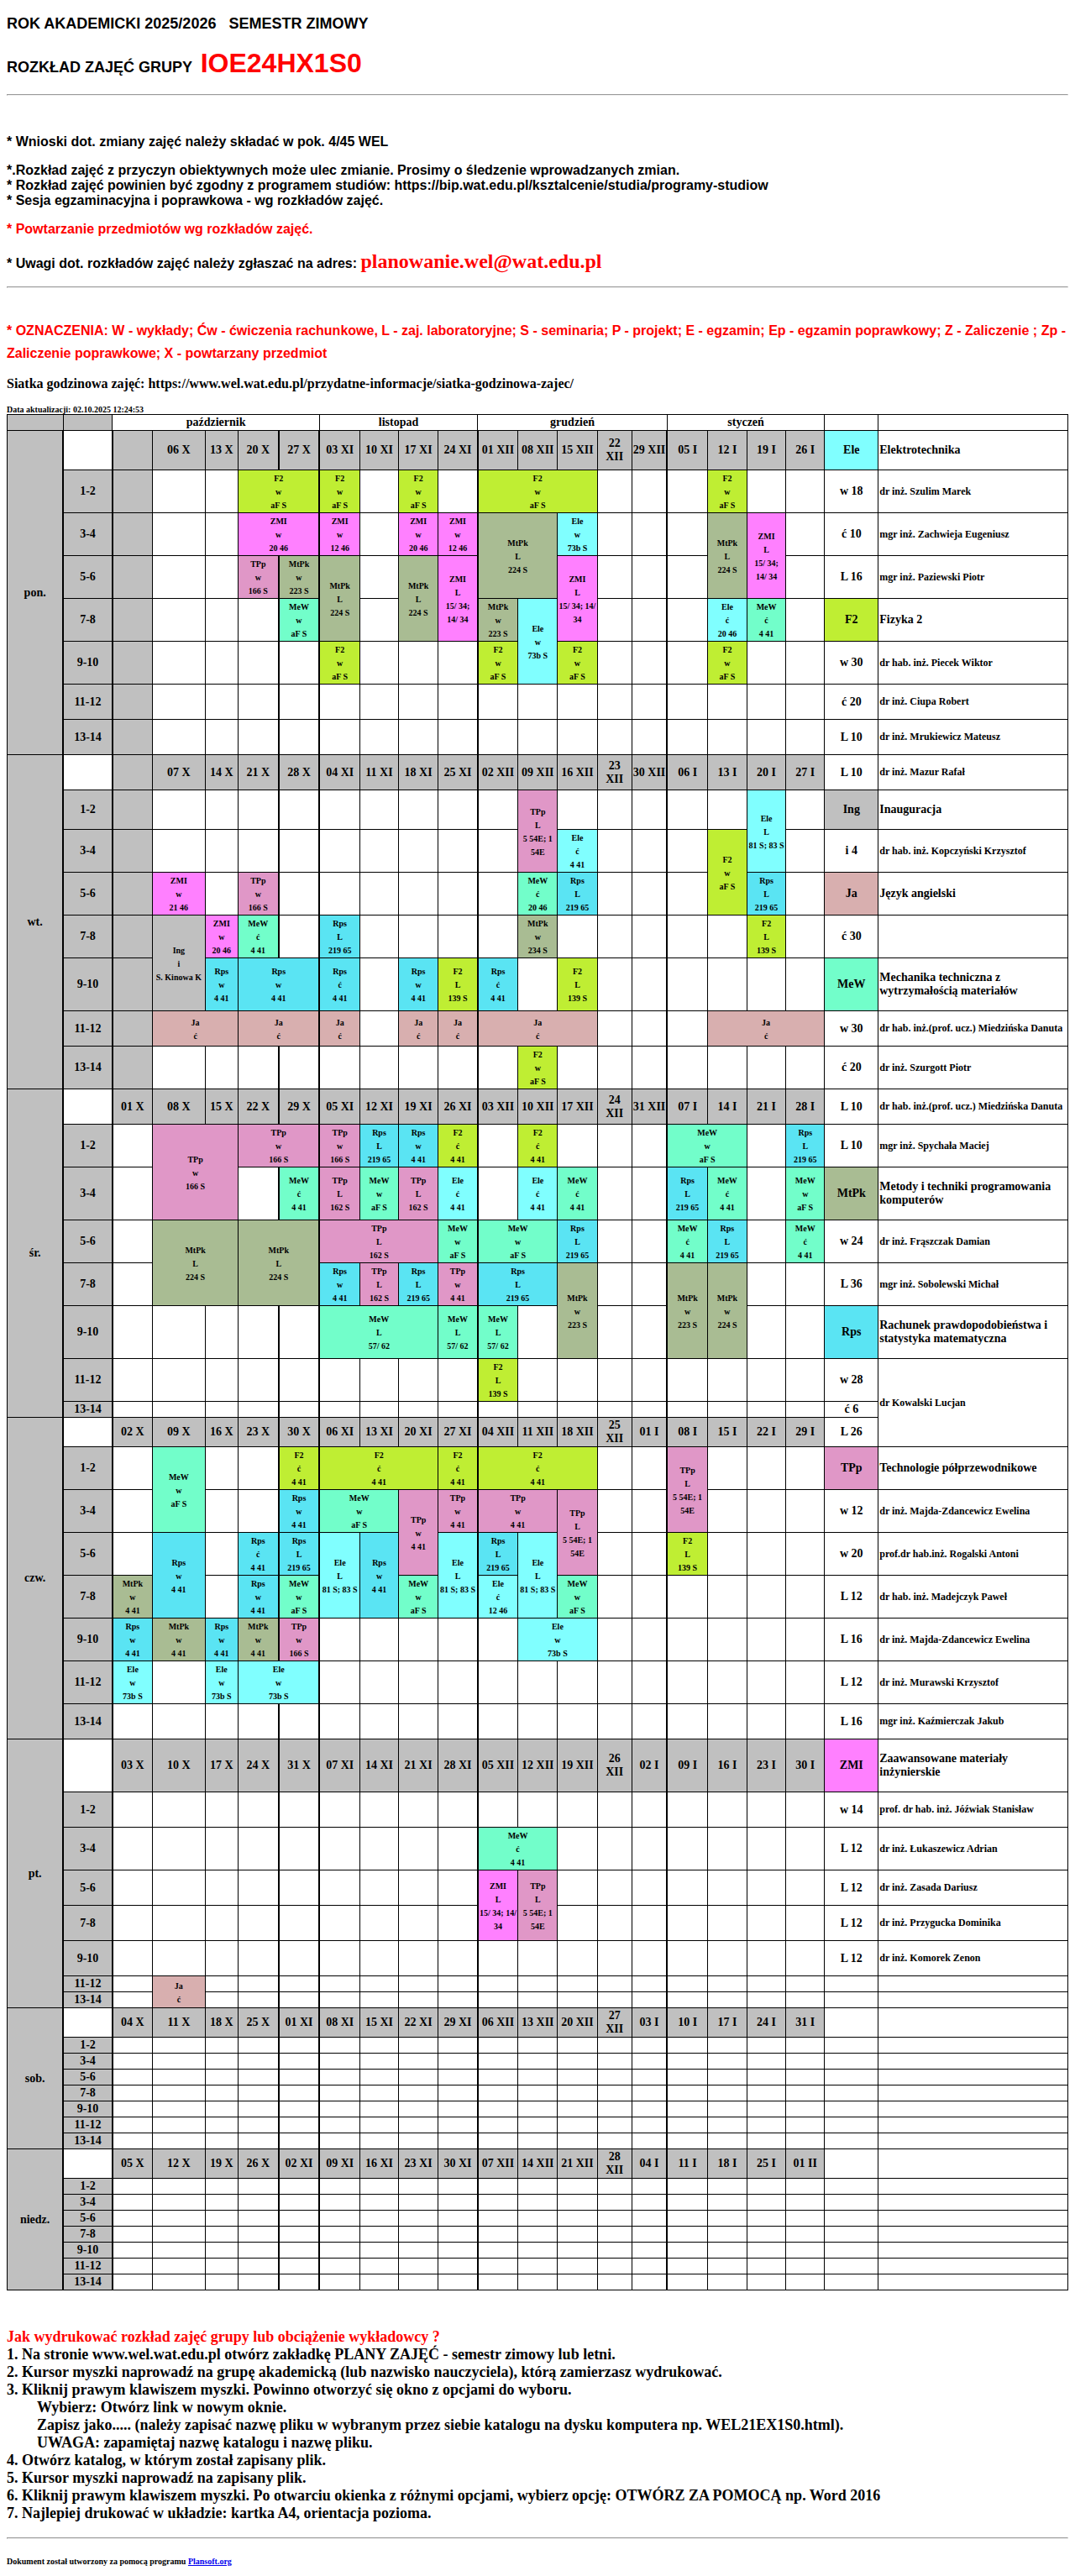 ROK AKADEMICKI 2025/2026 SEMESTR ZIMOWY
ROZKŁAD ZAJĘĆ GRUPY IOE24HX1S0
* Wnioski dot. zmiany zajęć należy składać w pok. 4/45 WEL
*.Rozkład zajęć z przyczyn obiektywnych może ulec zmianie. Prosimy o śledzenie wprowadzanych zmian.
* Rozkład zajęć powinien być zgodny z programem studiów: https://bip.wat.edu.pl/ksztalcenie/studia/programy-studiow
* Sesja egzaminacyjna i poprawkowa - wg rozkładów zajęć.
* Powtarzanie przedmiotów wg rozkładów zajęć.
* Uwagi dot. rozkładów zajęć należy zgłaszać na adres: planowanie.wel@wat.edu.pl
* OZNACZENIA: W - wykłady; Ćw - ćwiczenia rachunkowe, L - zaj. laboratoryjne; S - seminaria; P - projekt; E - egzamin; Ep - egzamin poprawkowy; Z - Zaliczenie ; Zp -
Zaliczenie poprawkowe; X - powtarzany przedmiot
Siatka godzinowa zajęć: https://www.wel.wat.edu.pl/przydatne-informacje/siatka-godzinowa-zajec/
Data aktualizacji: 02.10.2025 12:24:53
październik listopad grudzień styczeń
pon. 06 X 13 X 20 X 27 X 03 XI 10 XI 17 XI 24 XI 01 XII 08 XII 15 XII 22 XII 29 XII 05 I 12 I 19 I 26 I Ele Elektrotechnika
1-2 F2 w aF S F2 w aF S F2 w aF S F2 w aF S F2 w aF S w 18 dr inż. Szulim Marek
3-4 ZMI w 20 46 ZMI w 12 46 ZMI w 20 46 ZMI w 12 46 MtPk L 224 S Ele w 73b S MtPk L 224 S ZMI L 15/ 34; 14/ 34 ć 10 mgr inż. Zachwieja Eugeniusz
5-6 TPp w 166 S MtPk w 223 S MtPk L 224 S MtPk L 224 S ZMI L 15/ 34; 14/ 34 ZMI L 15/ 34; 14/ 34 L 16 mgr inż. Paziewski Piotr
7-8 MeW w aF S MtPk w 223 S Ele w 73b S Ele ć 20 46 MeW ć 4 41 F2 Fizyka 2
9-10 F2 w aF S F2 w aF S F2 w aF S F2 w aF S w 30 dr hab. inż. Piecek Wiktor
11-12 ć 20 dr inż. Ciupa Robert
13-14 L 10 dr inż. Mrukiewicz Mateusz
wt. 07 X 14 X 21 X 28 X 04 XI 11 XI 18 XI 25 XI 02 XII 09 XII 16 XII 23 XII 30 XII 06 I 13 I 20 I 27 I L 10 dr inż. Mazur Rafał
1-2 TPp L 5 54E; 1 54E Ele L 81 S; 83 S Ing Inauguracja
3-4 Ele ć 4 41 F2 w aF S i 4 dr hab. inż. Kopczyński Krzysztof
5-6 ZMI w 21 46 TPp w 166 S MeW ć 20 46 Rps L 219 65 Rps L 219 65 Ja Język angielski
7-8 Ing i S. Kinowa K ZMI w 20 46 MeW ć 4 41 Rps L 219 65 MtPk w 234 S F2 L 139 S ć 30
9-10 Rps w 4 41 Rps w 4 41 Rps ć 4 41 Rps w 4 41 F2 L 139 S Rps ć 4 41 F2 L 139 S MeW Mechanika techniczna z wytrzymałością materiałów
11-12 Ja ć Ja ć Ja ć Ja ć Ja ć Ja ć Ja ć w 30 dr hab. inż.(prof. ucz.) Miedzińska Danuta
13-14 F2 w aF S ć 20 dr inż. Szurgott Piotr
śr. 01 X 08 X 15 X 22 X 29 X 05 XI 12 XI 19 XI 26 XI 03 XII 10 XII 17 XII 24 XII 31 XII 07 I 14 I 21 I 28 I L 10 dr hab. inż.(prof. ucz.) Miedzińska Danuta
1-2 TPp w 166 S TPp w 166 S TPp w 166 S Rps L 219 65 Rps w 4 41 F2 ć 4 41 F2 ć 4 41 MeW w aF S Rps L 219 65 L 10 mgr inż. Spychała Maciej
3-4 MeW ć 4 41 TPp L 162 S MeW w aF S TPp L 162 S Ele ć 4 41 Ele ć 4 41 MeW ć 4 41 Rps L 219 65 MeW ć 4 41 MeW w aF S MtPk Metody i techniki programowania komputerów
5-6 MtPk L 224 S MtPk L 224 S TPp L 162 S MeW w aF S MeW w aF S Rps L 219 65 MeW ć 4 41 Rps L 219 65 MeW ć 4 41 w 24 dr inż. Frąszczak Damian
7-8 Rps w 4 41 TPp L 162 S Rps L 219 65 TPp w 4 41 Rps L 219 65 MtPk w 223 S MtPk w 223 S MtPk w 224 S L 36 mgr inż. Sobolewski Michał
9-10 MeW L 57/ 62 MeW L 57/ 62 MeW L 57/ 62 Rps Rachunek prawdopodobieństwa i statystyka matematyczna
11-12 F2 L 139 S w 28 dr Kowalski Lucjan
13-14 ć 6
czw. 02 X 09 X 16 X 23 X 30 X 06 XI 13 XI 20 XI 27 XI 04 XII 11 XII 18 XII 25 XII 01 I 08 I 15 I 22 I 29 I L 26
1-2 MeW w aF S F2 ć 4 41 F2 ć 4 41 F2 ć 4 41 F2 ć 4 41 TPp L 5 54E; 1 54E TPp Technologie półprzewodnikowe
3-4 Rps w 4 41 MeW w aF S TPp w 4 41 TPp w 4 41 TPp w 4 41 TPp L 5 54E; 1 54E w 12 dr inż. Majda-Zdancewicz Ewelina
5-6 Rps w 4 41 Rps ć 4 41 Rps L 219 65 Ele L 81 S; 83 S Rps w 4 41 Ele L 81 S; 83 S Rps L 219 65 Ele L 81 S; 83 S F2 L 139 S w 20 prof.dr hab.inż. Rogalski Antoni
7-8 MtPk w 4 41 Rps w 4 41 MeW w aF S MeW w aF S Ele ć 12 46 MeW w aF S L 12 dr hab. inż. Madejczyk Paweł
9-10 Rps w 4 41 MtPk w 4 41 Rps w 4 41 MtPk w 4 41 TPp w 166 S Ele w 73b S L 16 dr inż. Majda-Zdancewicz Ewelina
11-12 Ele w 73b S Ele w 73b S Ele w 73b S L 12 dr inż. Murawski Krzysztof
13-14 L 16 mgr inż. Kaźmierczak Jakub
pt. 03 X 10 X 17 X 24 X 31 X 07 XI 14 XI 21 XI 28 XI 05 XII 12 XII 19 XII 26 XII 02 I 09 I 16 I 23 I 30 I ZMI Zaawansowane materiały inżynierskie
1-2 w 14 prof. dr hab. inż. Jóźwiak Stanisław
3-4 MeW ć 4 41 L 12 dr inż. Łukaszewicz Adrian
5-6 ZMI L 15/ 34; 14/ 34 TPp L 5 54E; 1 54E L 12 dr inż. Zasada Dariusz
7-8 L 12 dr inż. Przygucka Dominika
9-10 L 12 dr inż. Komorek Zenon
11-12 Ja ć
13-14
sob. 04 X 11 X 18 X 25 X 01 XI 08 XI 15 XI 22 XI 29 XI 06 XII 13 XII 20 XII 27 XII 03 I 10 I 17 I 24 I 31 I
1-2
3-4
5-6
7-8
9-10
11-12
13-14
niedz. 05 X 12 X 19 X 26 X 02 XI 09 XI 16 XI 23 XI 30 XI 07 XII 14 XII 21 XII 28 XII 04 I 11 I 18 I 25 I 01 II
1-2
3-4
5-6
7-8
9-10
11-12
13-14
Jak wydrukować rozkład zajęć grupy lub obciążenie wykładowcy ?
1. Na stronie www.wel.wat.edu.pl otwórz zakładkę PLANY ZAJĘĆ - semestr zimowy lub letni.
2. Kursor myszki naprowadź na grupę akademicką (lub nazwisko nauczyciela), którą zamierzasz wydrukować.
3. Kliknij prawym klawiszem myszki. Powinno otworzyć się okno z opcjami do wyboru.
Wybierz: Otwórz link w nowym oknie.
Zapisz jako..... (należy zapisać nazwę pliku w wybranym przez siebie katalogu na dysku komputera np. WEL21EX1S0.html).
UWAGA: zapamiętaj nazwę katalogu i nazwę pliku.
4. Otwórz katalog, w którym został zapisany plik.
5. Kursor myszki naprowadź na zapisany plik.
6. Kliknij prawym klawiszem myszki. Po otwarciu okienka z różnymi opcjami, wybierz opcję: OTWÓRZ ZA POMOCĄ np. Word 2016
7. Najlepiej drukować w układzie: kartka A4, orientacja pozioma.
Dokument został utworzony za pomocą programu Plansoft.org